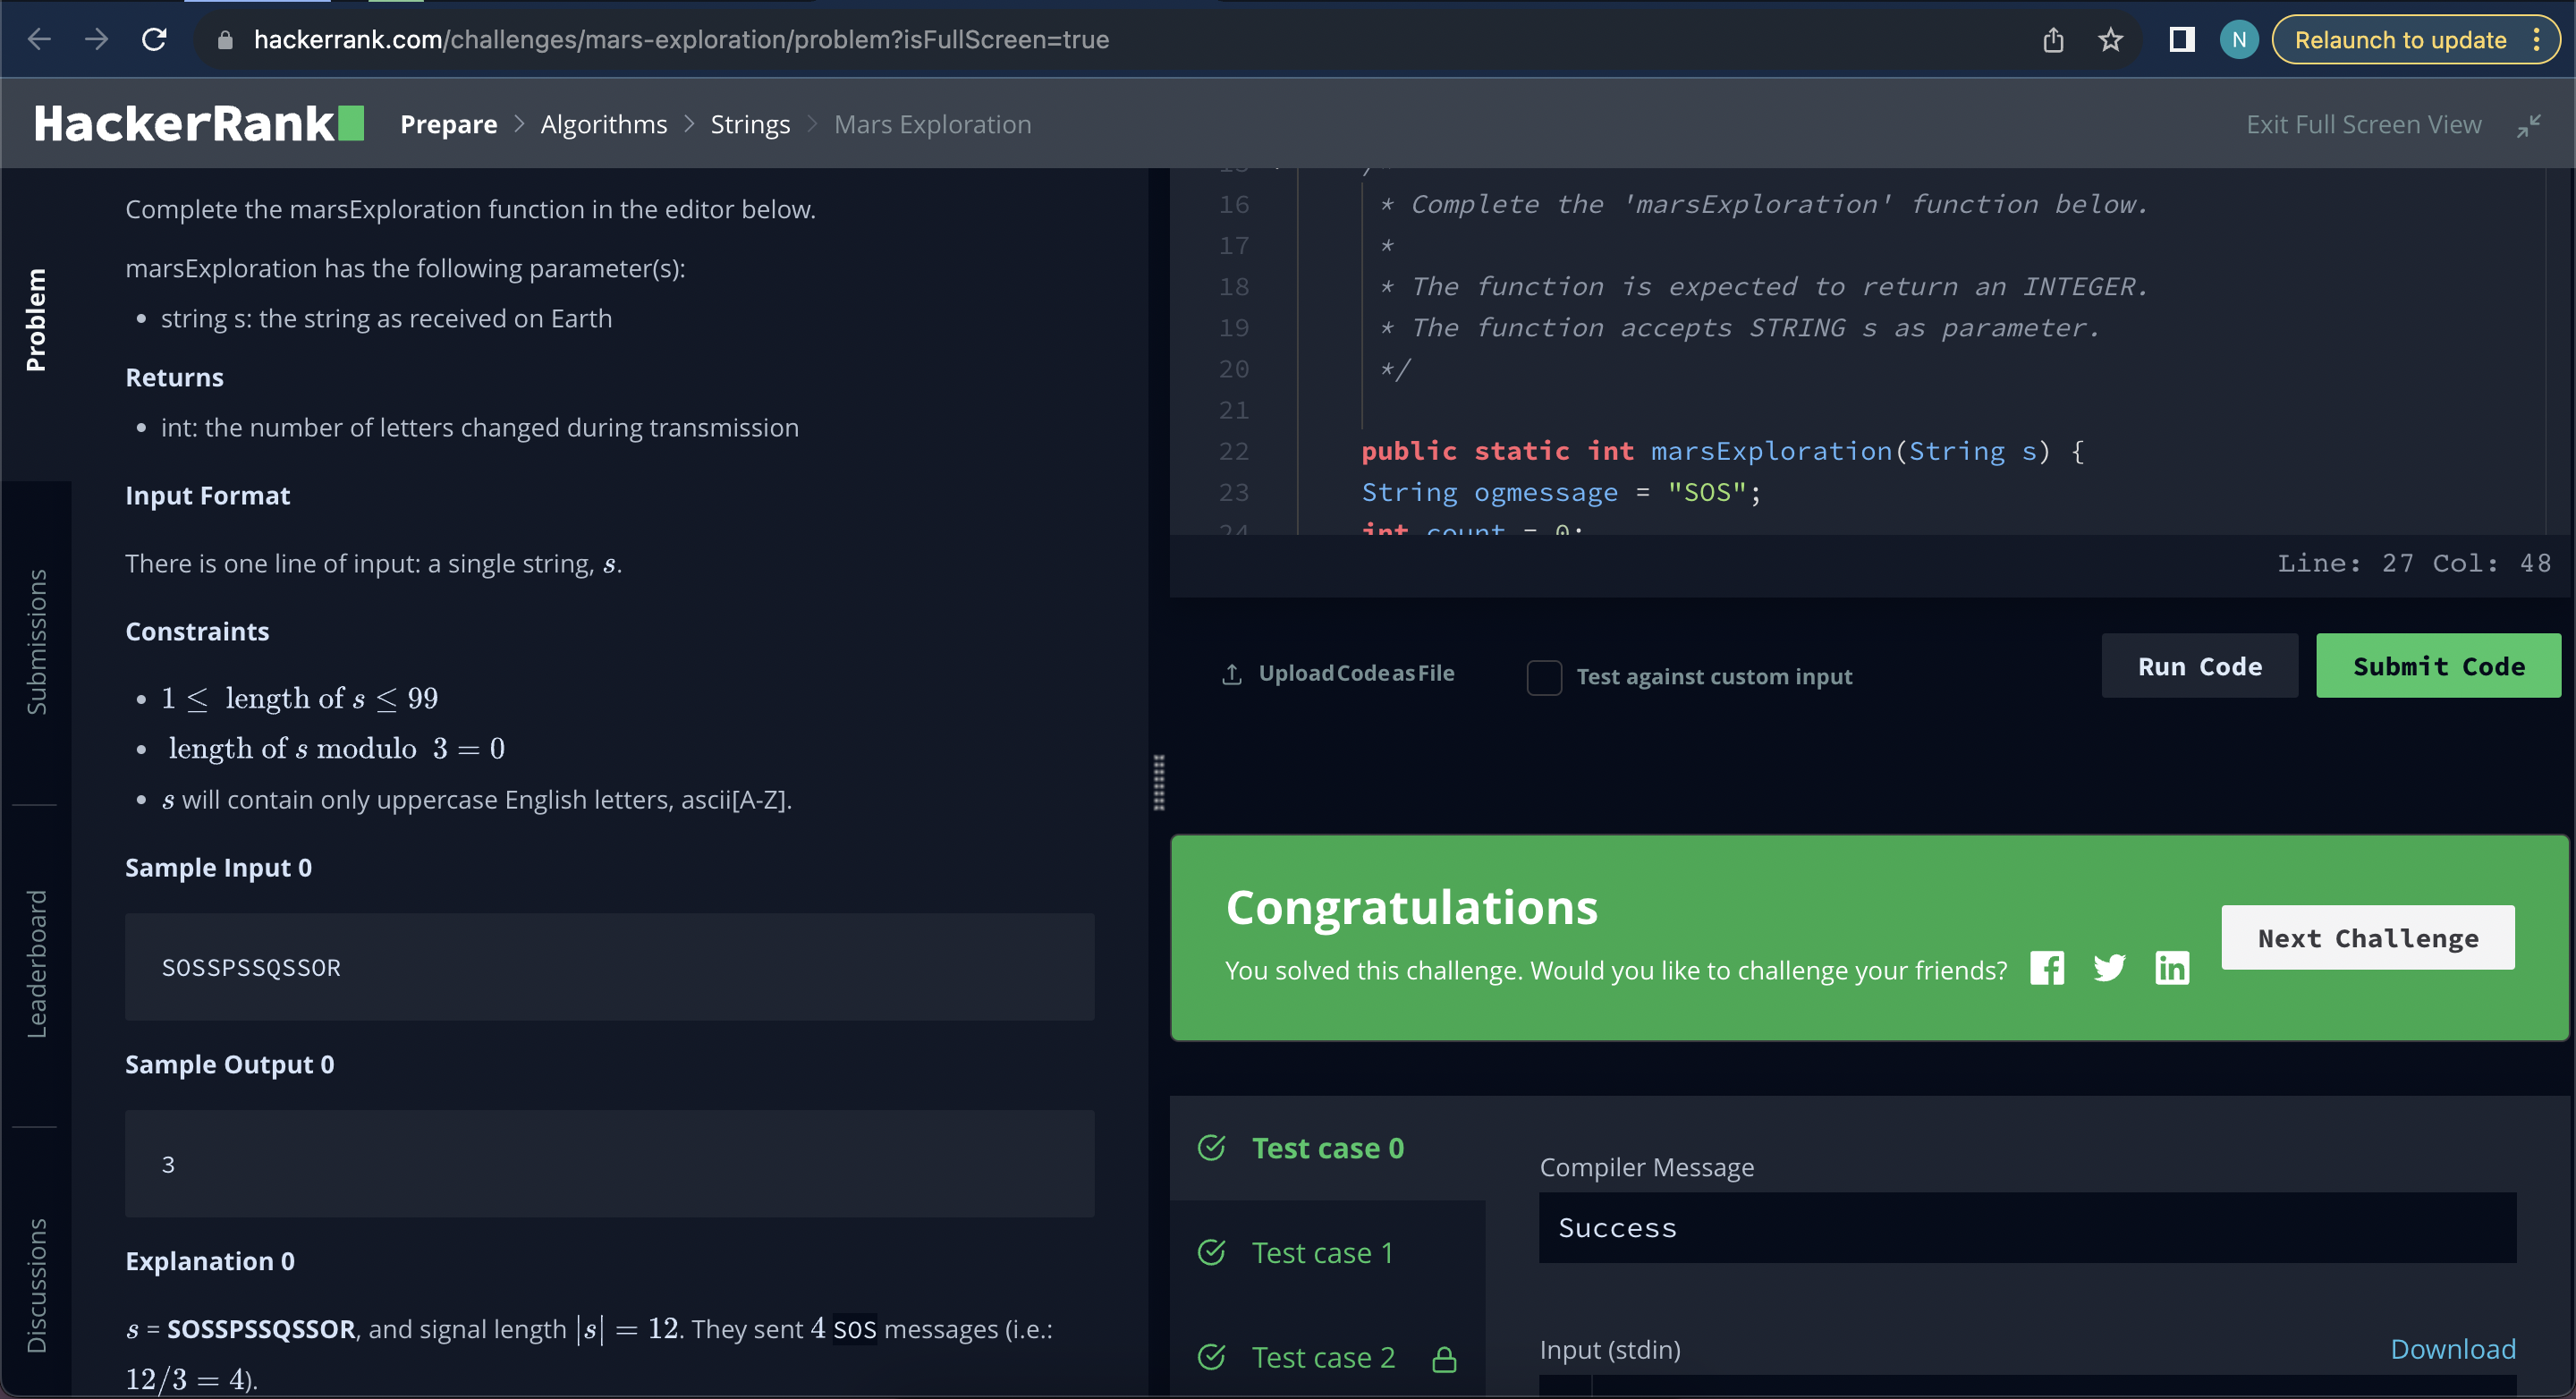 hackerrank.com/challenges/mars-exploration/problem?isFullScreen=true
N
Relaunch to update
HackerRank
Prepare > Algorithms > Strings > Mars Exploration
Exit Full Screen View
Problem
Submissions
Leaderboard
Discussions
Complete the marsExploration function in the editor below.
marsExploration has the following parameter(s):
• string s: the string as received on Earth
Returns
• int: the number of letters changed during transmission
Input Format
There is one line of input: a single string, s.
Constraints
• 1 ≤ length of s ≤ 99
• length of s modulo 3 = 0
• s will contain only uppercase English letters, ascii[A-Z].
Sample Input 0
SOSSPSSQSSOR
Sample Output 0
3
Explanation 0
s = SOSSPSSQSSOR, and signal length |s| = 12. They sent 4 SOS messages (i.e.:
12/3 = 4).
16 * Complete the 'marsExploration' function below.
17 *
18 * The function is expected to return an INTEGER.
19 * The function accepts STRING s as parameter.
20 */
21
22 public static int marsExploration(String s) {
23 String ogmessage = "SOS";
24 int count = 0;
Line: 27 Col: 48
Upload Code as File
Test against custom input
Run Code
Submit Code
Congratulations
You solved this challenge. Would you like to challenge your friends?
Next Challenge
Test case 0
Test case 1
Test case 2
Compiler Message
Success
Input (stdin)
Download